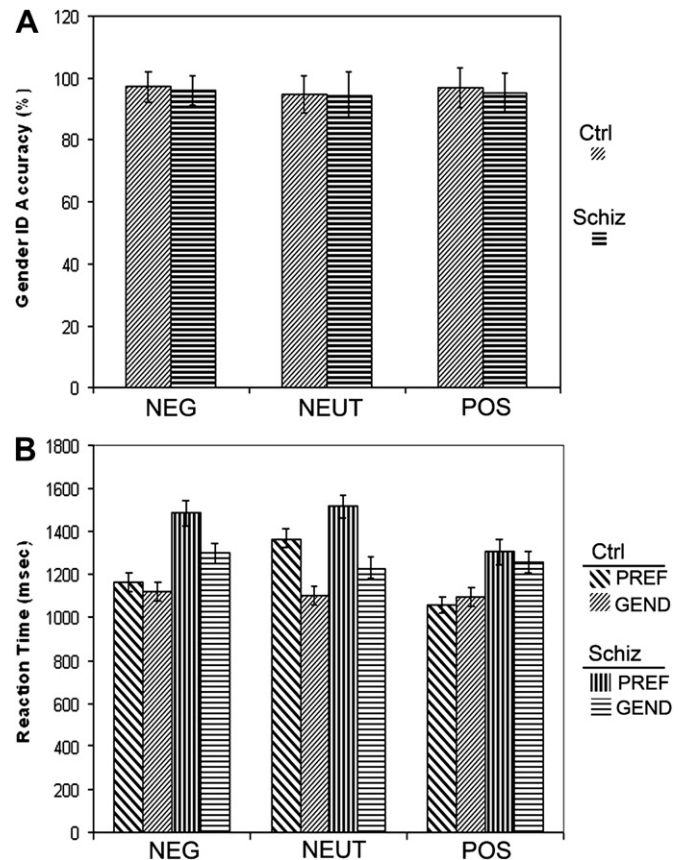 A
Gender ID Accuracy (%)
120
100
80
60
40
20
0
NEG NEUT POS
Ctrl
Schiz
B
Reaction Time (msec)
1800
1600
1400
1200
1000
800
600
400
200
0
NEG NEUT POS
Ctrl
PREF
GEND
Schiz
PREF
GEND